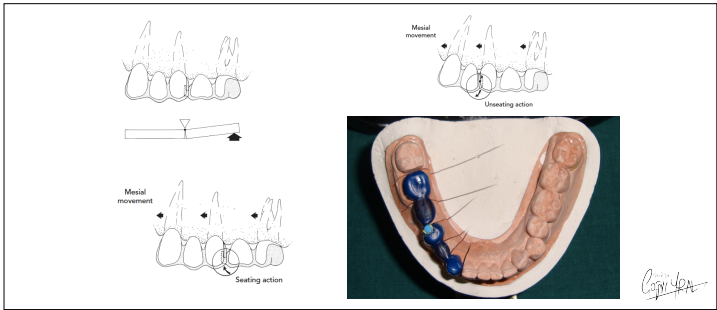 Mesial
movement
Unseating action
Mesial
movement
Seating action